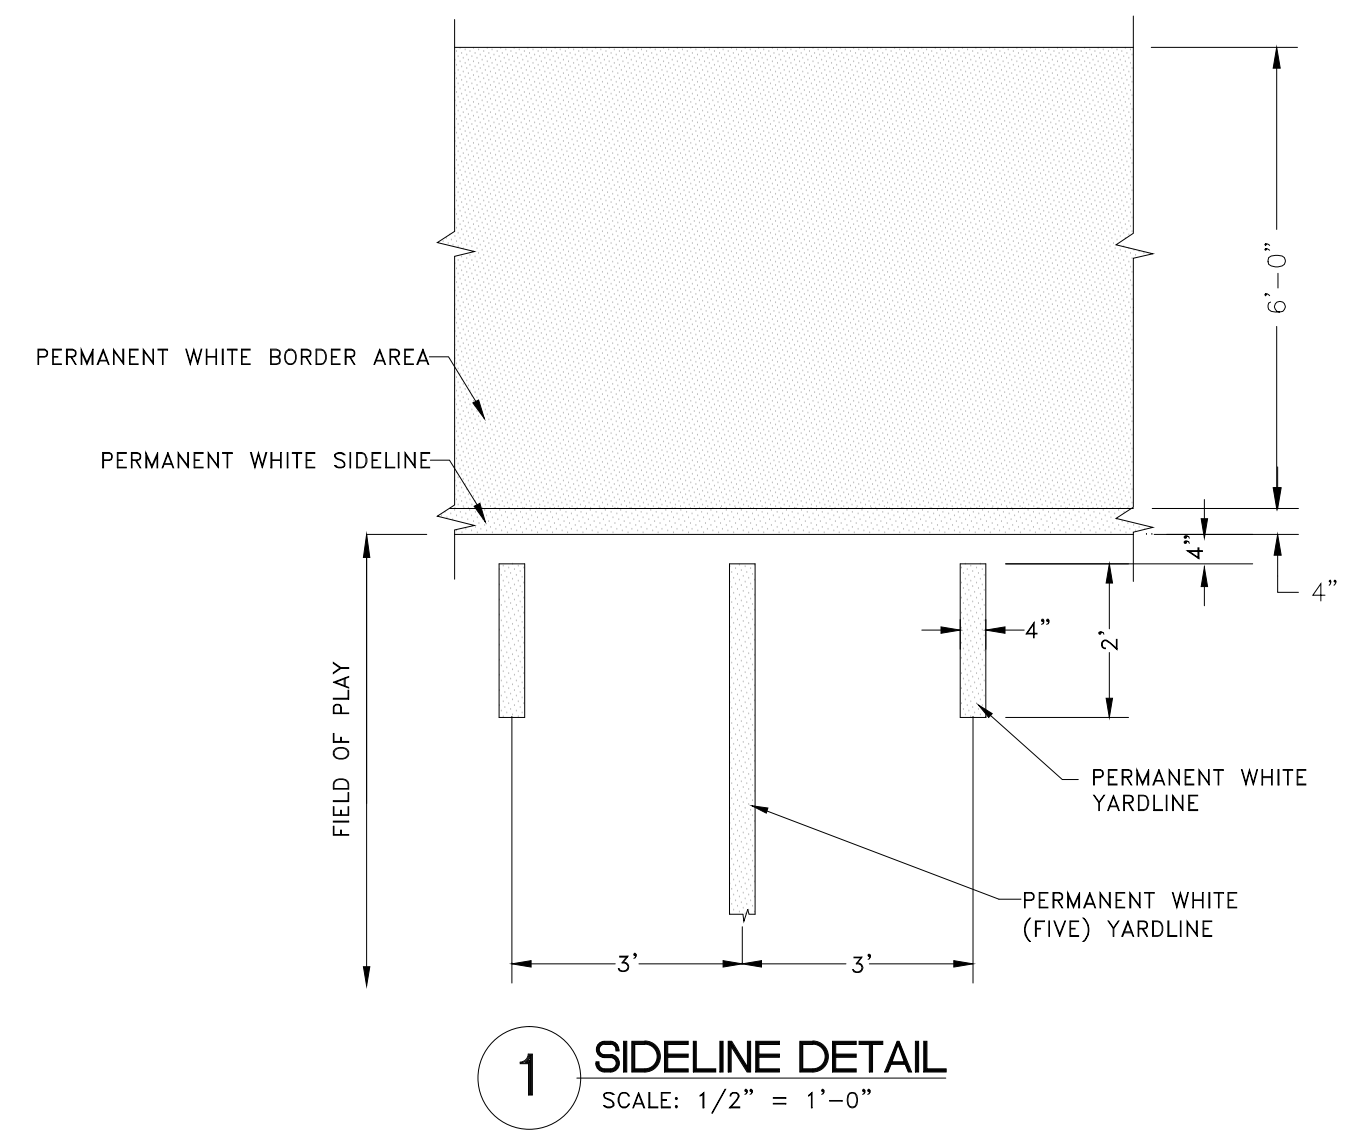 6'-0"
PERMANENT WHITE BORDER AREA
PERMANENT WHITE SIDELINE
4"
4"
4"
2'
FIELD OF PLAY
PERMANENT WHITE
YARDLINE
PERMANENT WHITE
(FIVE) YARDLINE
3'
3'
1
SIDELINE DETAIL
SCALE: 1/2" = 1'-0"